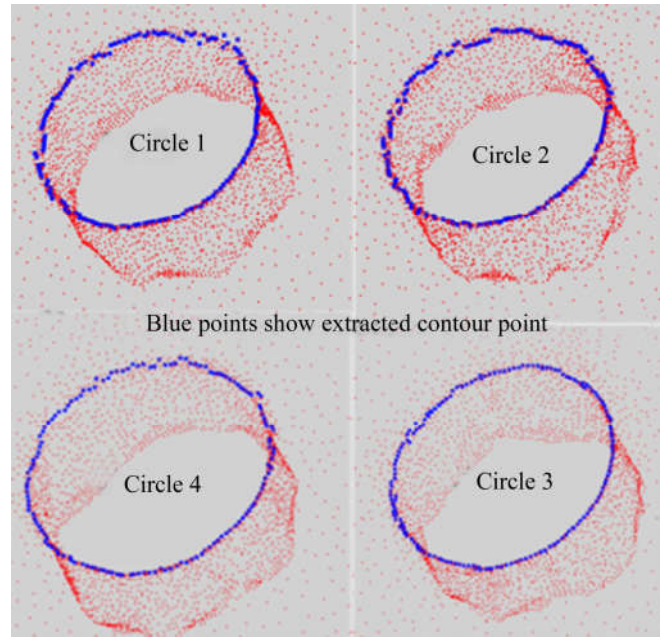 Circle 1
Circle 2
Blue points show extracted contour point
Circle 4
Circle 3